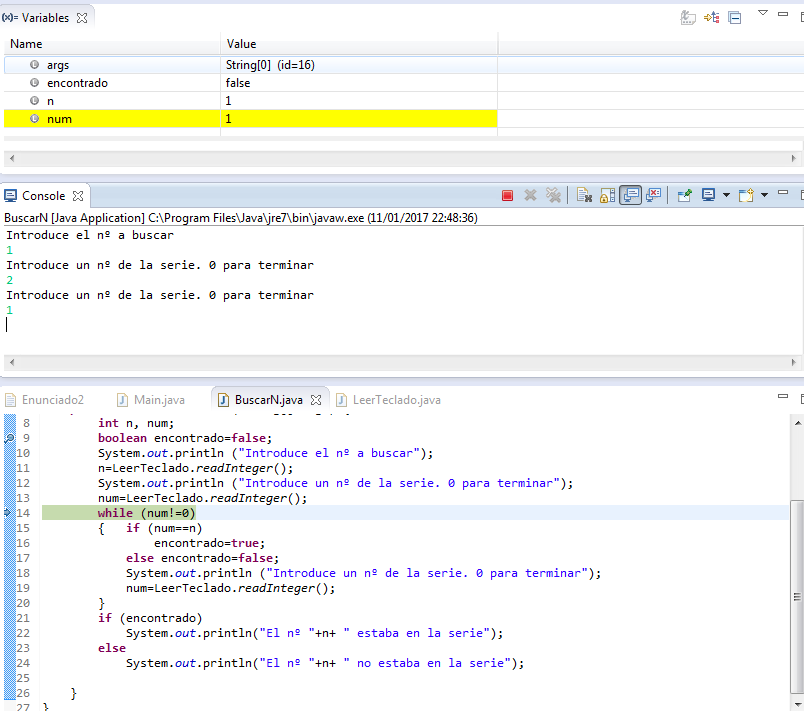 (x)= Variables
Name Value
args String[0] (id=16)
encontrado false
n 1
num 1
Console
BuscarN [Java Application] C:\Program Files\Java\jre7\bin\javaw.exe (11/01/2017 22:48:36)
Introduce el nº a buscar
1
Introduce un nº de la serie. 0 para terminar
2
Introduce un nº de la serie. 0 para terminar
1
Enunciado2 Main.java BuscarN.java LeerTeclado.java
8 int n, num;
9 boolean encontrado=false;
10 System.out.println ("Introduce el nº a buscar");
11 n=LeerTeclado.readInteger();
12 System.out.println ("Introduce un nº de la serie. 0 para terminar");
13 num=LeerTeclado.readInteger();
14 while (num!=0)
15 { if (num==n)
16 encontrado=true;
17 else encontrado=false;
18 System.out.println ("Introduce un nº de la serie. 0 para terminar");
19 num=LeerTeclado.readInteger();
20 }
21 if (encontrado)
22 System.out.println("El nº "+n+ " estaba en la serie");
23 else
24 System.out.println("El nº "+n+ " no estaba en la serie");
25
26 }
27 }